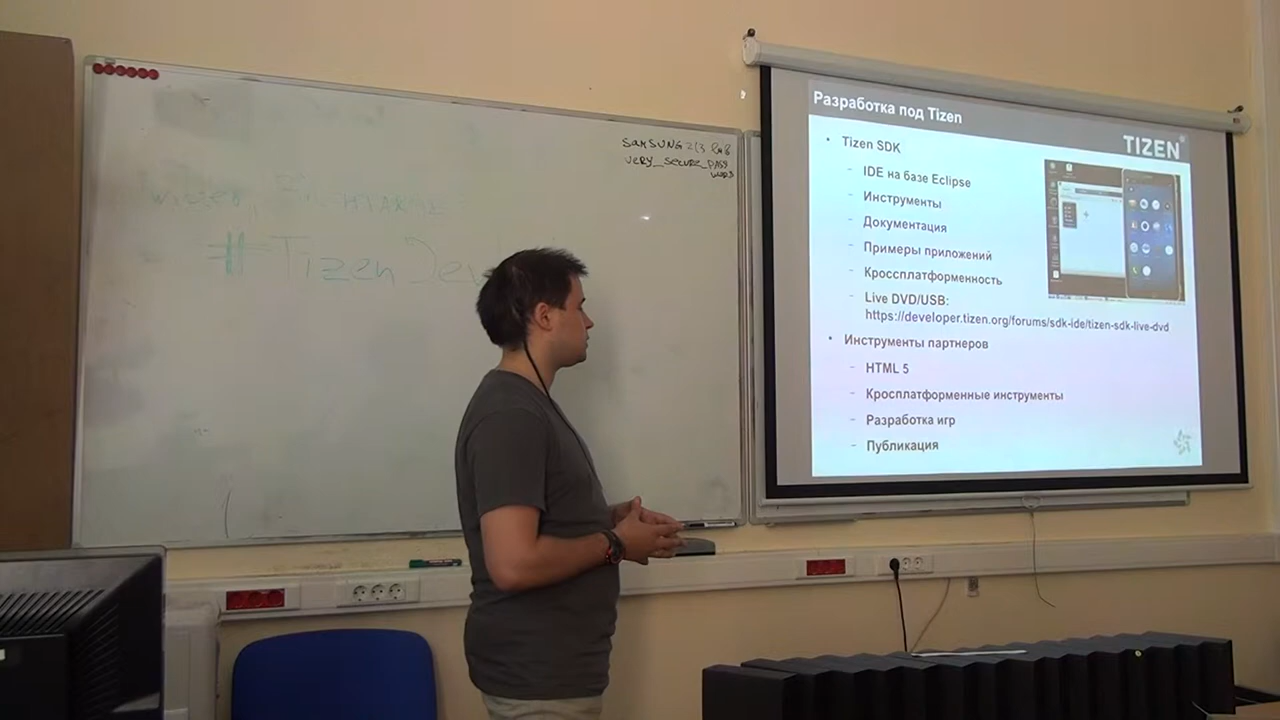 SAMSUNG
very_secure_pass
word
#TizenDev
Разработка под Tizen
TIZEN
Tizen SDK
IDE на базе Eclipse
Инструменты
Документация
Примеры приложений
Кроссплатформенность
Live DVD/USB:
https://developer.tizen.org/forums/sdk-ide/tizen-sdk-live-dvd
Инструменты партнеров
HTML 5
Кросплатформенные инструменты
Разработка игр
Публикация